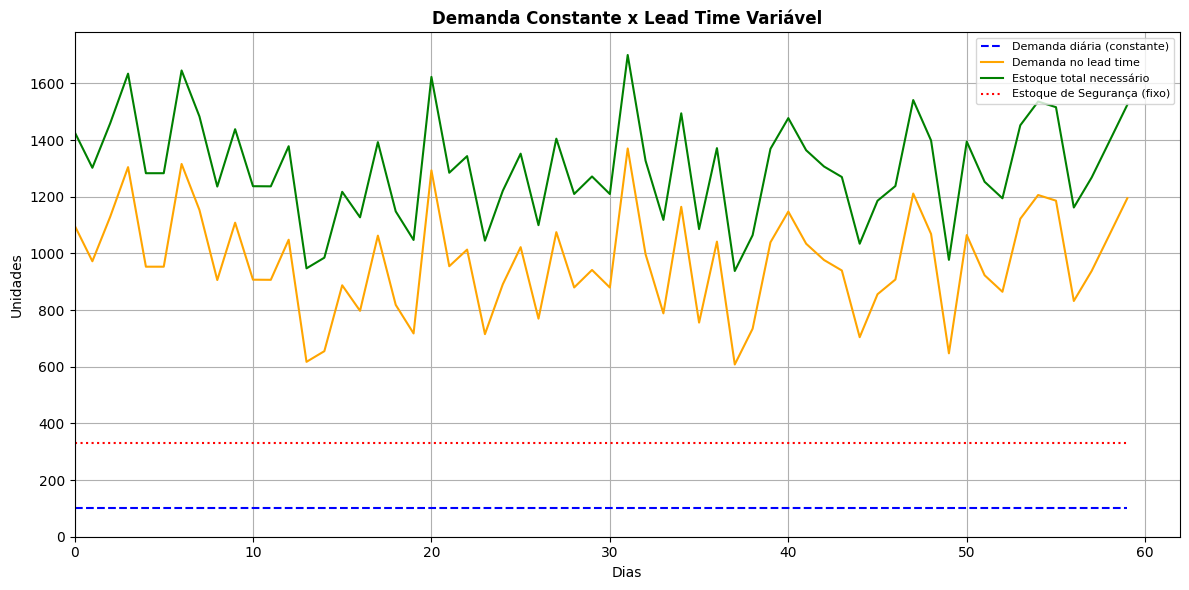 Demanda Constante x Lead Time Variável
Demanda diária (constante)
Demanda no lead time
Estoque total necessário
Estoque de Segurança (fixo)
Unidades
1600
1400
1200
1000
800
600
400
200
0
0 10 20 30 40 50 60
Dias